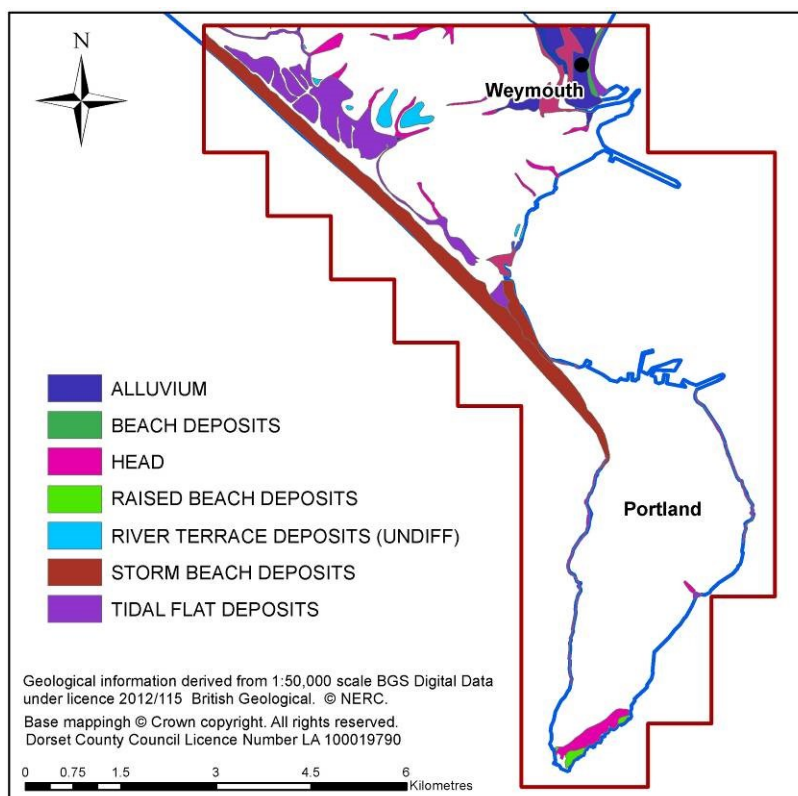 N
Weymouth
Portland
ALLUVIUM
BEACH DEPOSITS
HEAD
RAISED BEACH DEPOSITS
RIVER TERRACE DEPOSITS (UNDIFF)
STORM BEACH DEPOSITS
TIDAL FLAT DEPOSITS
Geological information derived from 1:50,000 scale BGS Digital Data
under licence 2012/115 British Geological. © NERC.
Base mappingh © Crown copyright. All rights reserved.
Dorset County Council Licence Number LA 100019790
0 0.75 1.5 3 4.5 6
Kilometres